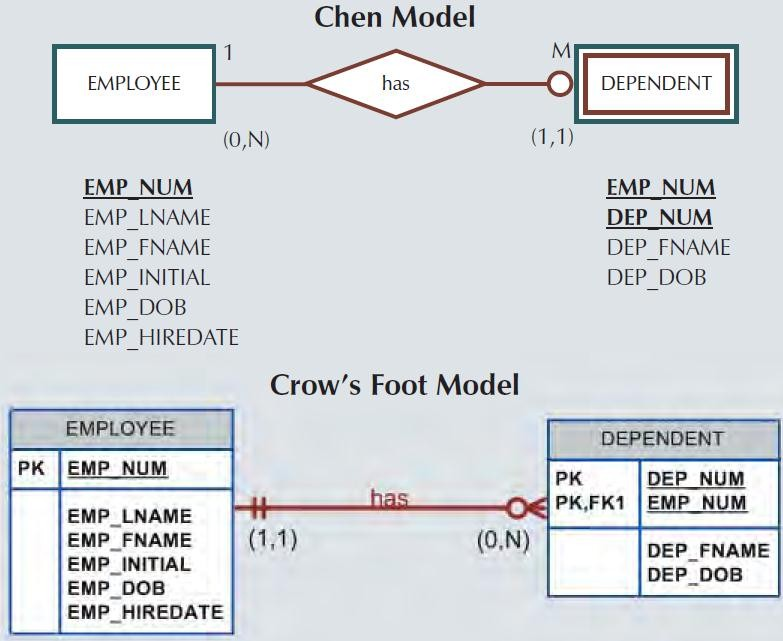 Chen Model
1
M
EMPLOYEE
has
DEPENDENT
(0,N)
(1,1)
EMP_NUM
EMP_LNAME
EMP_FNAME
EMP_INITIAL
EMP_DOB
EMP_HIREDATE
EMP_NUM
DEP_NUM
DEP_FNAME
DEP_DOB
Crow's Foot Model
EMPLOYEE
PK EMP_NUM
EMP_LNAME
EMP_FNAME
EMP_INITIAL
EMP_DOB
EMP_HIREDATE
has
(1,1)
(0,N)
DEPENDENT
PK DEP_NUM
PK,FK1 EMP_NUM
DEP_FNAME
DEP_DOB